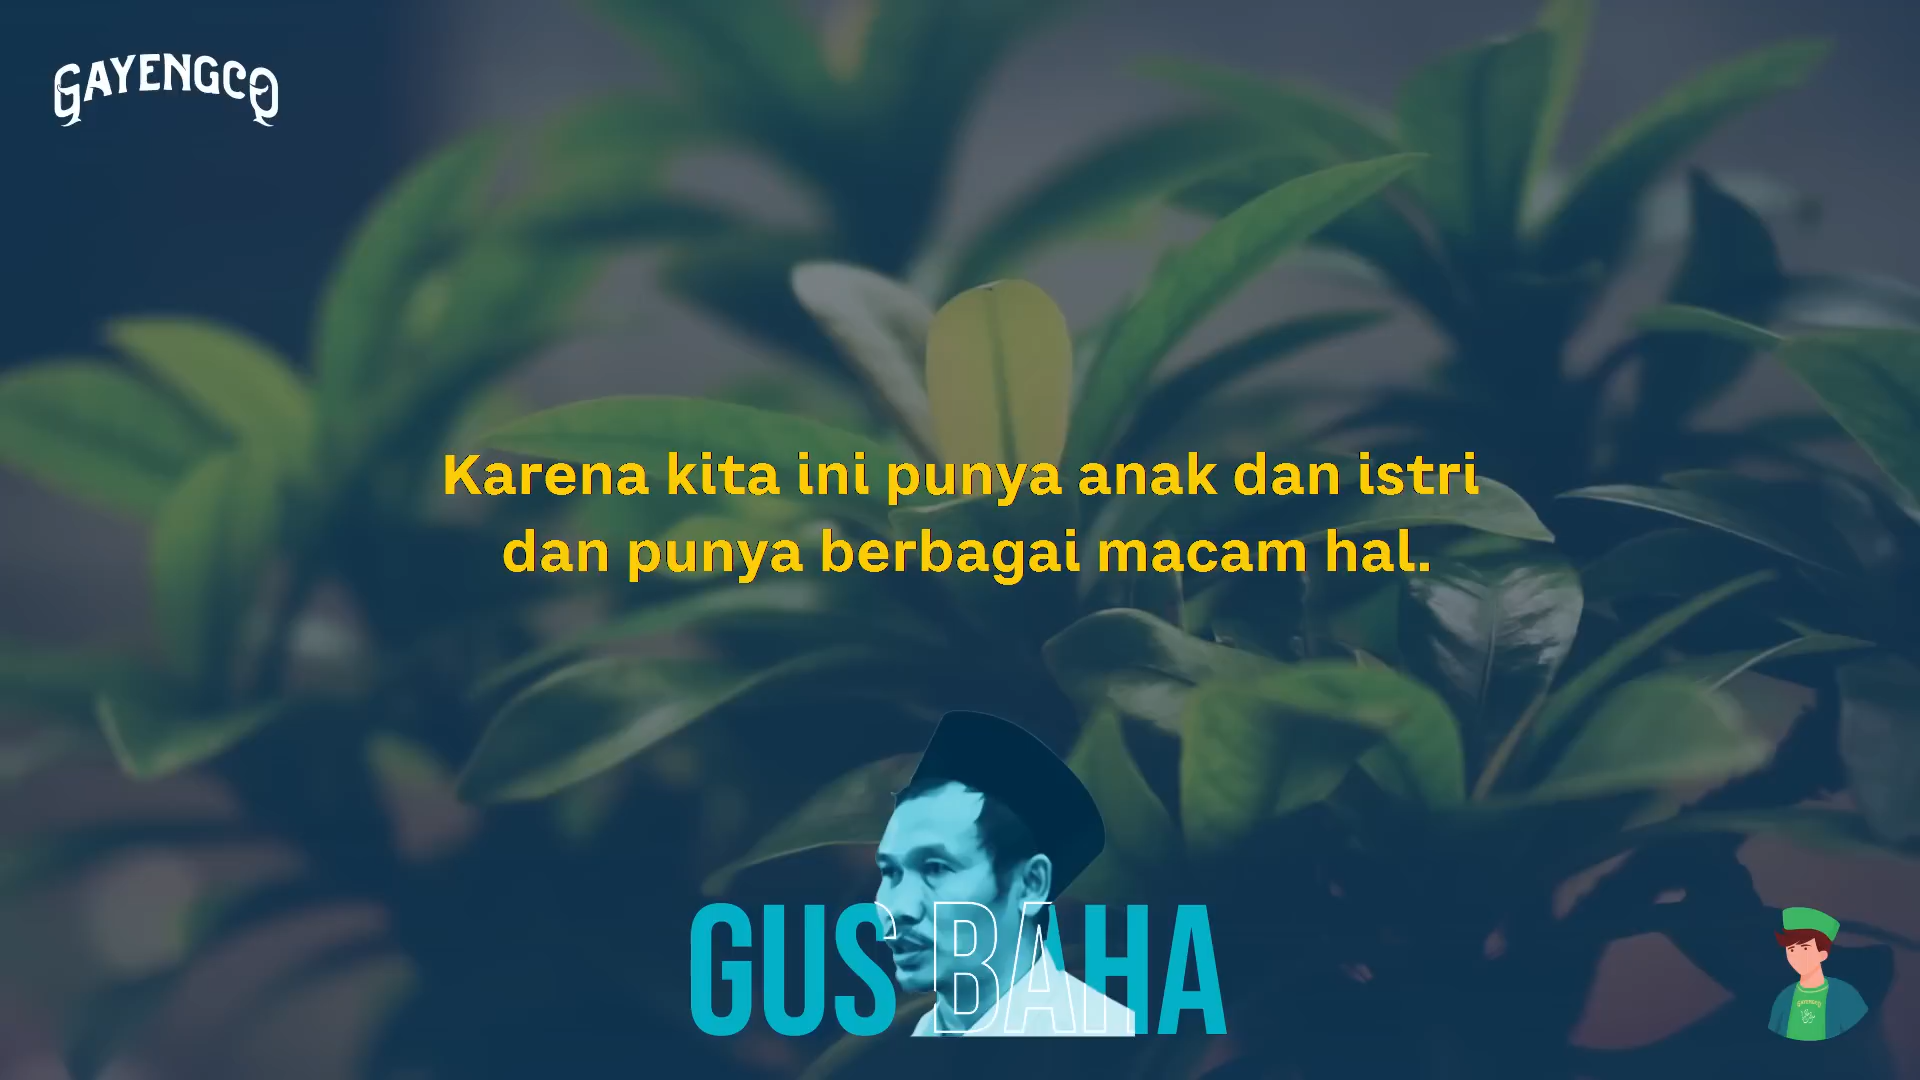 GAYENGCO
Karena kita ini punya anak dan istri
dan punya berbagai macam hal.
GUS BAHA